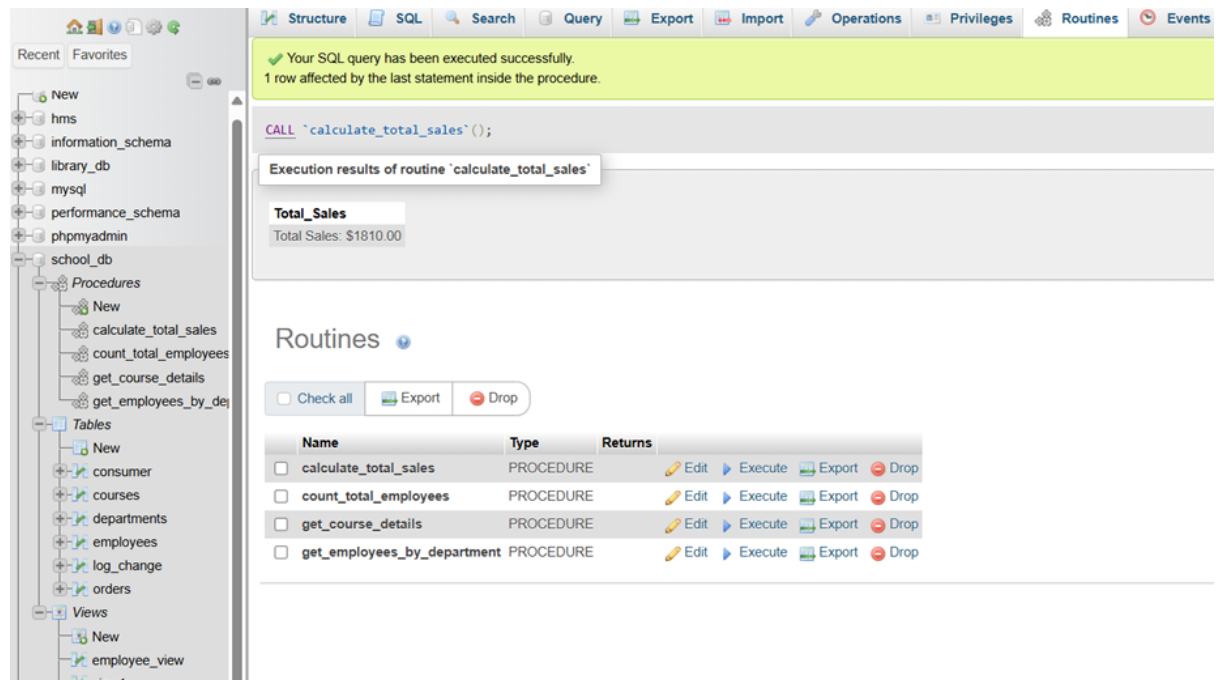 Structure SQL Search Query Export Import Operations Privileges Routines Events
Recent Favorites
New
hms
information_schema
library_db
mysql
performance_schema
phpmyadmin
school_db
Procedures
New
calculate_total_sales
count_total_employees
get_course_details
get_employees_by_de
Tables
New
consumer
courses
departments
employees
log_change
orders
Views
New
employee_view
Your SQL query has been executed successfully.
1 row affected by the last statement inside the procedure.
CALL `calculate_total_sales`();
Execution results of routine `calculate_total_sales`
Total_Sales
Total Sales: $1810.00
Routines
Check all Export Drop
Name Type Returns
calculate_total_sales PROCEDURE Edit Execute Export Drop
count_total_employees PROCEDURE Edit Execute Export Drop
get_course_details PROCEDURE Edit Execute Export Drop
get_employees_by_department PROCEDURE Edit Execute Export Drop